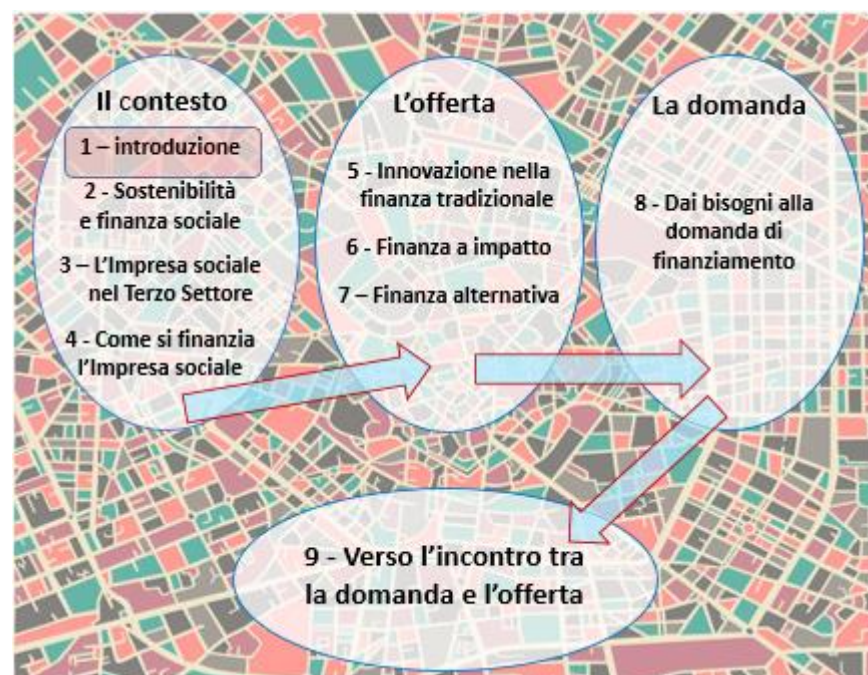 Il contesto
1 – introduzione
2 - Sostenibilità
e finanza sociale
3 – L’Impresa sociale
nel Terzo Settore
4 - Come si finanzia
l’Impresa sociale
L’offerta
5 - Innovazione nella
finanza tradizionale
6 - Finanza a impatto
7 – Finanza alternativa
La domanda
8 - Dai bisogni alla
domanda di
finanziamento
9 - Verso l’incontro tra
la domanda e l’offerta